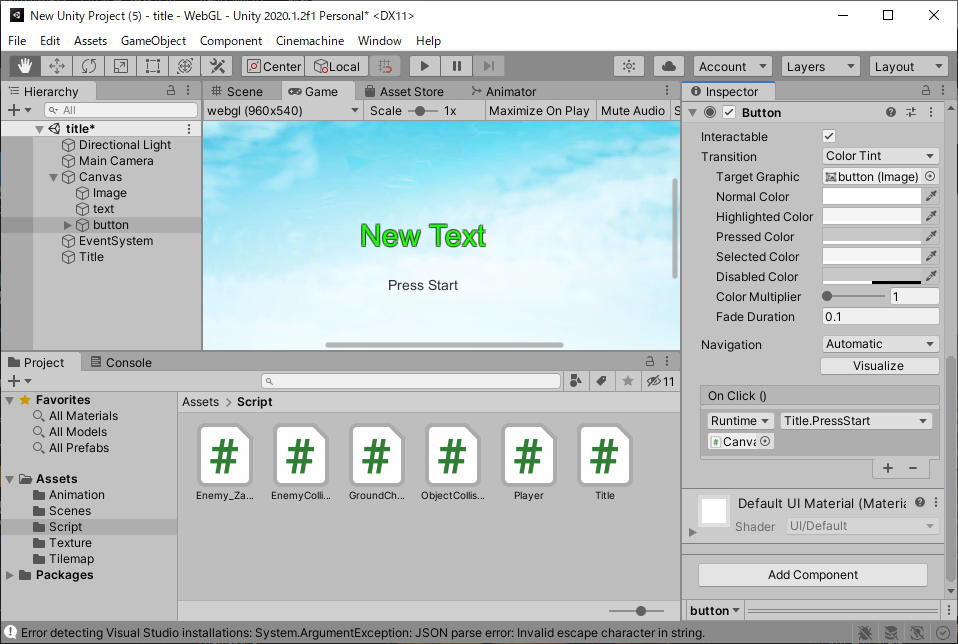 New Unity Project (5) - title - WebGL - Unity 2020.1.2f1 Personal* <DX11>
File Edit Assets GameObject Component Cinemachine Window Help
Center Local Account Layers Layout
Hierarchy
All
title*
Directional Light
Main Camera
Canvas
Image
text
button
EventSystem
Title
Scene Game Asset Store Animator
webgl (960x540) Scale 1x Maximize On Play Mute Audio S
New Text
Press Start
Project Console
11
Favorites
All Materials
All Models
All Prefabs
Assets
Animation
Scenes
Script
Texture
Tilemap
Packages
Assets > Script
Enemy_Za... EnemyColli... GroundCh... ObjectCollis... Player Title
Inspector
Button
Interactable
Transition Color Tint
Target Graphic button (Image)
Normal Color
Highlighted Color
Pressed Color
Selected Color
Disabled Color
Color Multiplier 1
Fade Duration 0.1
Navigation Automatic
Visualize
On Click ()
Runtime Title.PressStart
Canva
+ −
Default UI Material (Materia
Shader UI/Default
Add Component
button
Error detecting Visual Studio installations: System.ArgumentException: JSON parse error: Invalid escape character in string.